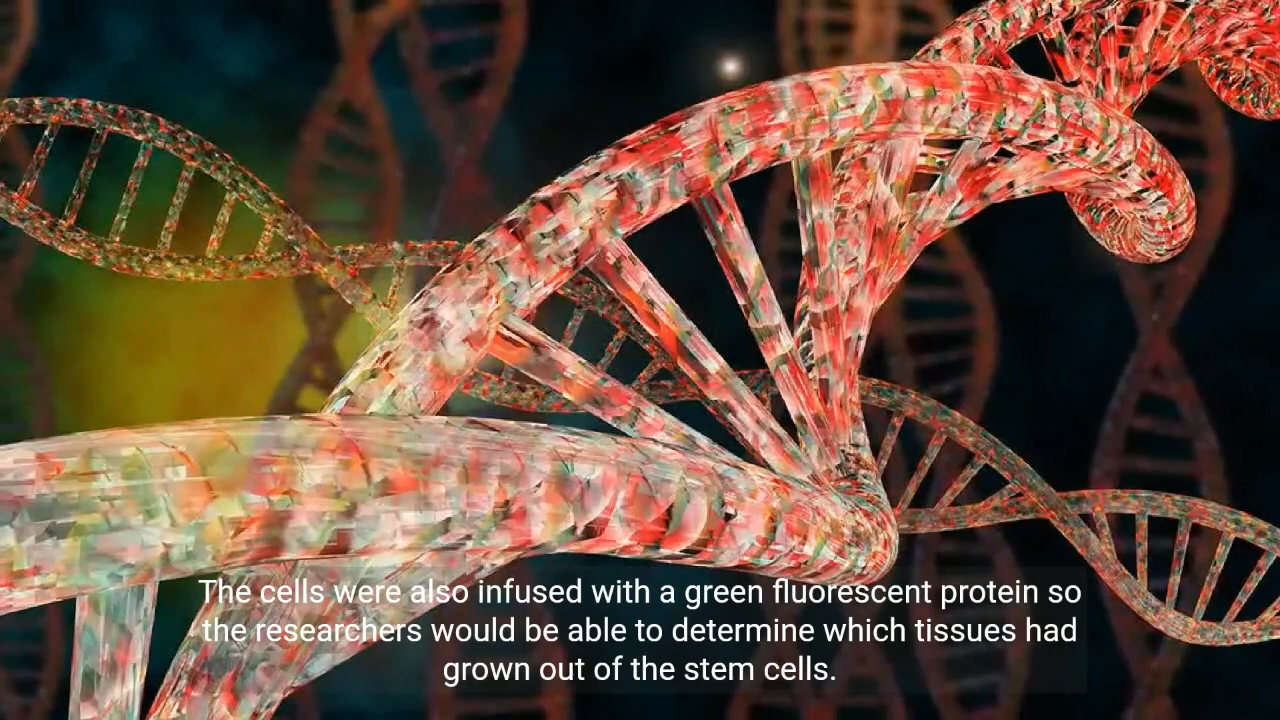 The cells were also infused with a green fluorescent protein so
the researchers would be able to determine which tissues had
grown out of the stem cells.